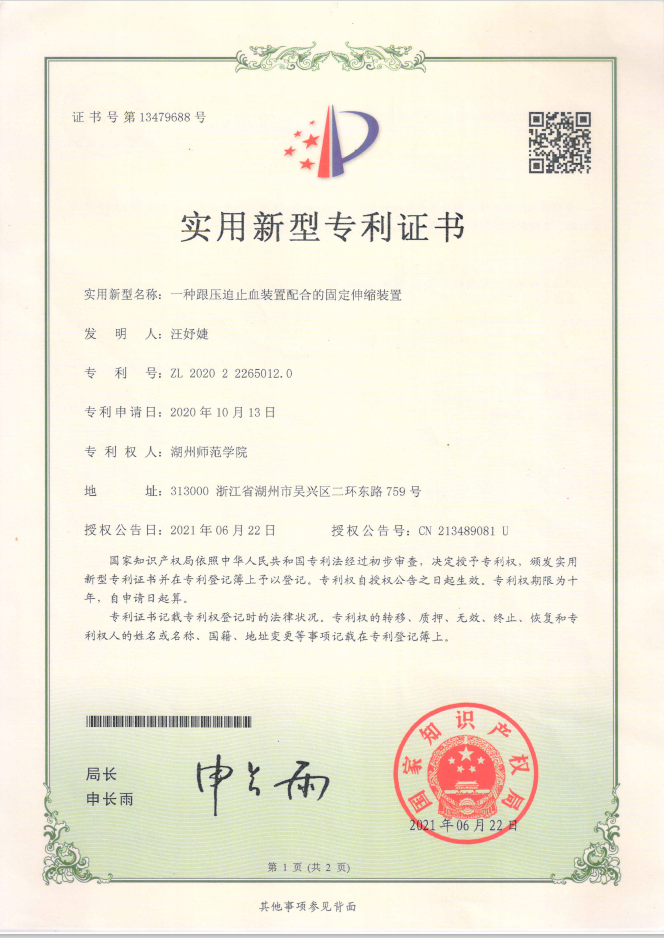 证书号第13479688号
实用新型专利证书
实用新型名称：一种跟压迫止血装置配合的固定伸缩装置
发明人：汪妤婕
专利号：ZL 2020 2 2265012.0
专利申请日：2020年10月13日
专利权人：湖州师范学院
地址：313000 浙江省湖州市吴兴区二环东路759号
授权公告日：2021年06月22日 授权公告号：CN 213489081 U
国家知识产权局依照中华人民共和国专利法经过初步审查，决定授予专利权，颁发实用
新型专利证书并在专利登记簿上予以登记。专利权自授权公告之日起生效。专利权期限为十
年，自申请日起算。
专利证书记载专利权登记时的法律状况。专利权的转移、质押、无效、终止、恢复和专
利权人的姓名或名称、国籍、地址变更等事项记载在专利登记簿上。
局长
申长雨
申长雨
国家知识产权局
2021年06月22日
第 1 页 (共 2 页)
其他事项参见背面